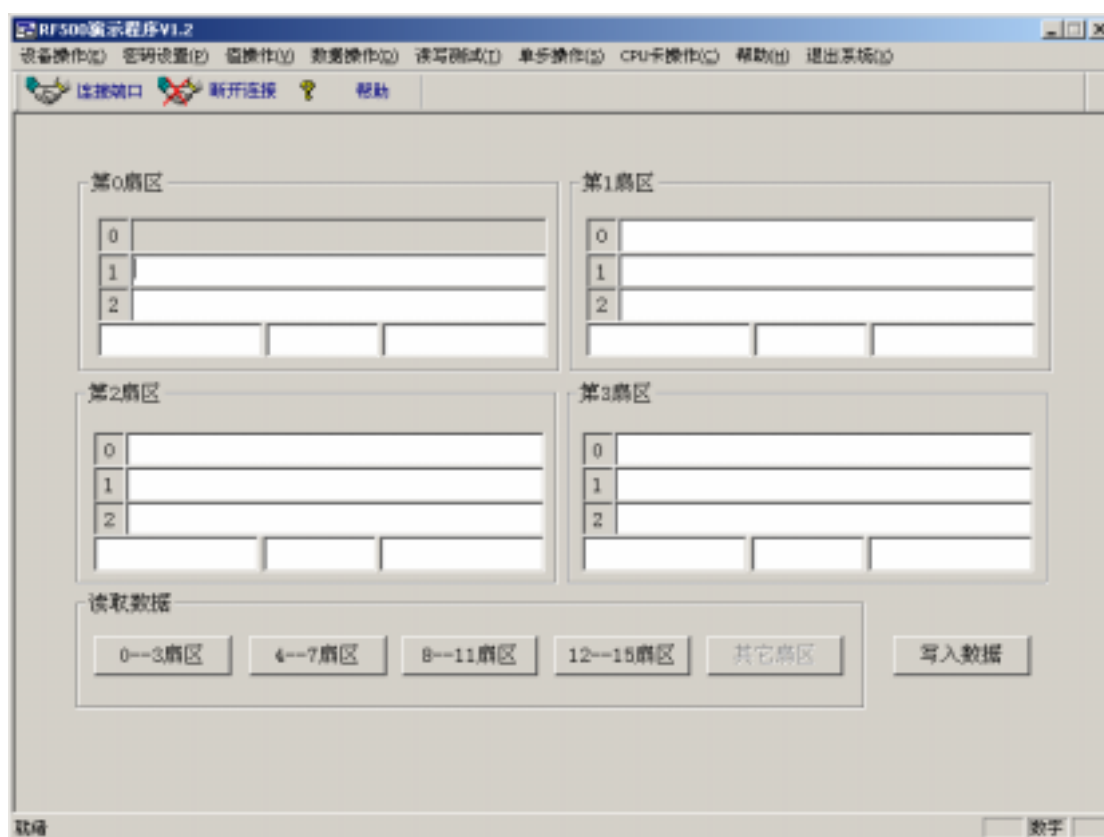 RF500演示程序V1.2
设备操作(E) 密码设置(P) 值操作(V) 数据操作(D) 读写测试(T) 单步操作(S) CPU卡操作(C) 帮助(H) 退出系统(X)
连接端口 断开连接 帮助
第0扇区 第1扇区
0 0
1 1
2 2
第2扇区 第3扇区
0 0
1 1
2 2
读取数据
0--3扇区 4--7扇区 8--11扇区 12--15扇区 其它扇区 写入数据
就绪 数字